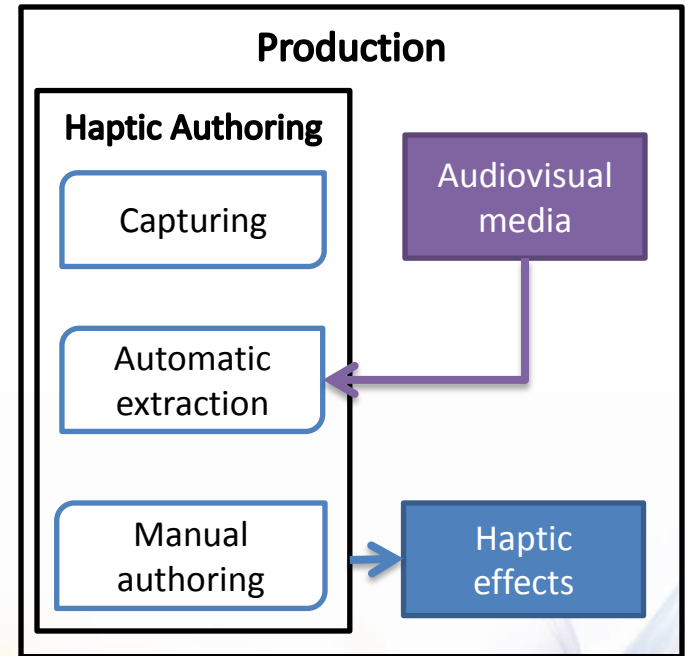 Production
Haptic Authoring
Capturing
Audiovisual
media
Automatic
extraction
Manual
authoring
Haptic
effects